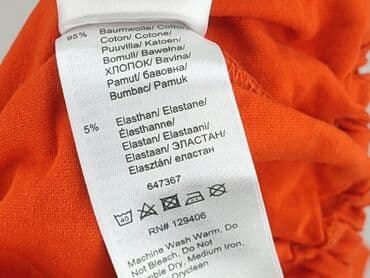 95% Baumwolle/ Cotton/
Coton/ Cotone/
Puuvilla/ Katoen/
Bomull/ Bawełna/
ХЛОПОК/ Bavlna/
Pamut/ бавовна/
Bumbac/ Pamuk
5% Elasthan/ Elastane/
Élasthanne/
Elastan/ Elastaani/
Elastaan/ ЭЛАСТАН/
Elasztán/ еластан
647367
40
RN# 129406
Machine Wash Warm, Do
Not Bleach, Do Not
Tumble Dry, Medium Iron,
Dryclean